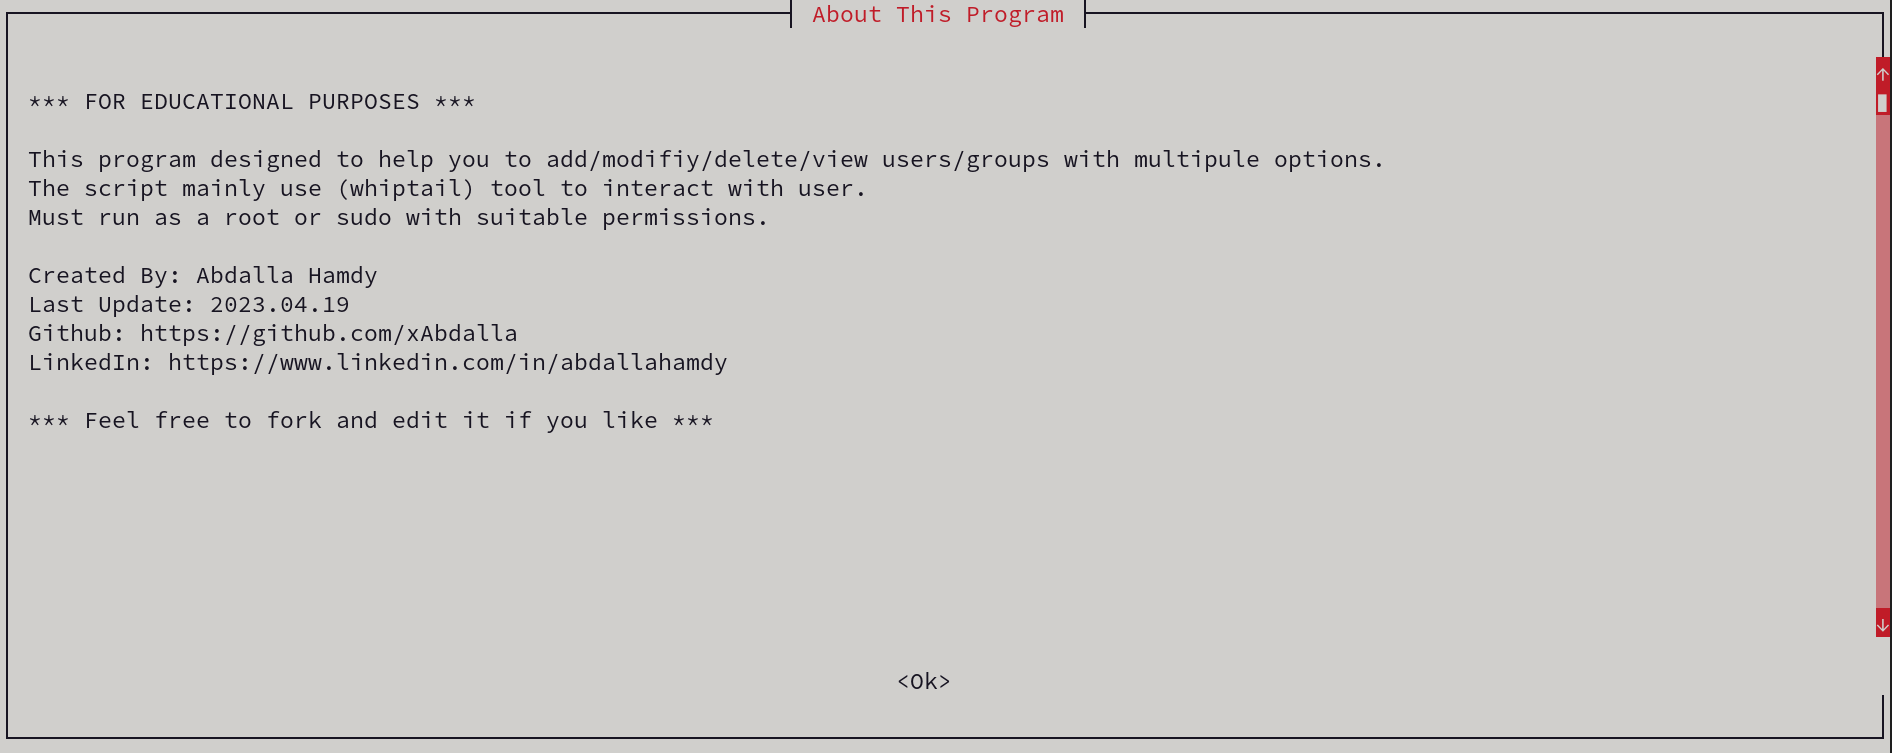 About This Program
*** FOR EDUCATIONAL PURPOSES ***
This program designed to help you to add/modifiy/delete/view users/groups with multipule options.
The script mainly use (whiptail) tool to interact with user.
Must run as a root or sudo with suitable permissions.
Created By: Abdalla Hamdy
Last Update: 2023.04.19
Github: https://github.com/xAbdalla
LinkedIn: https://www.linkedin.com/in/abdallahamdy
*** Feel free to fork and edit it if you like ***
<Ok>